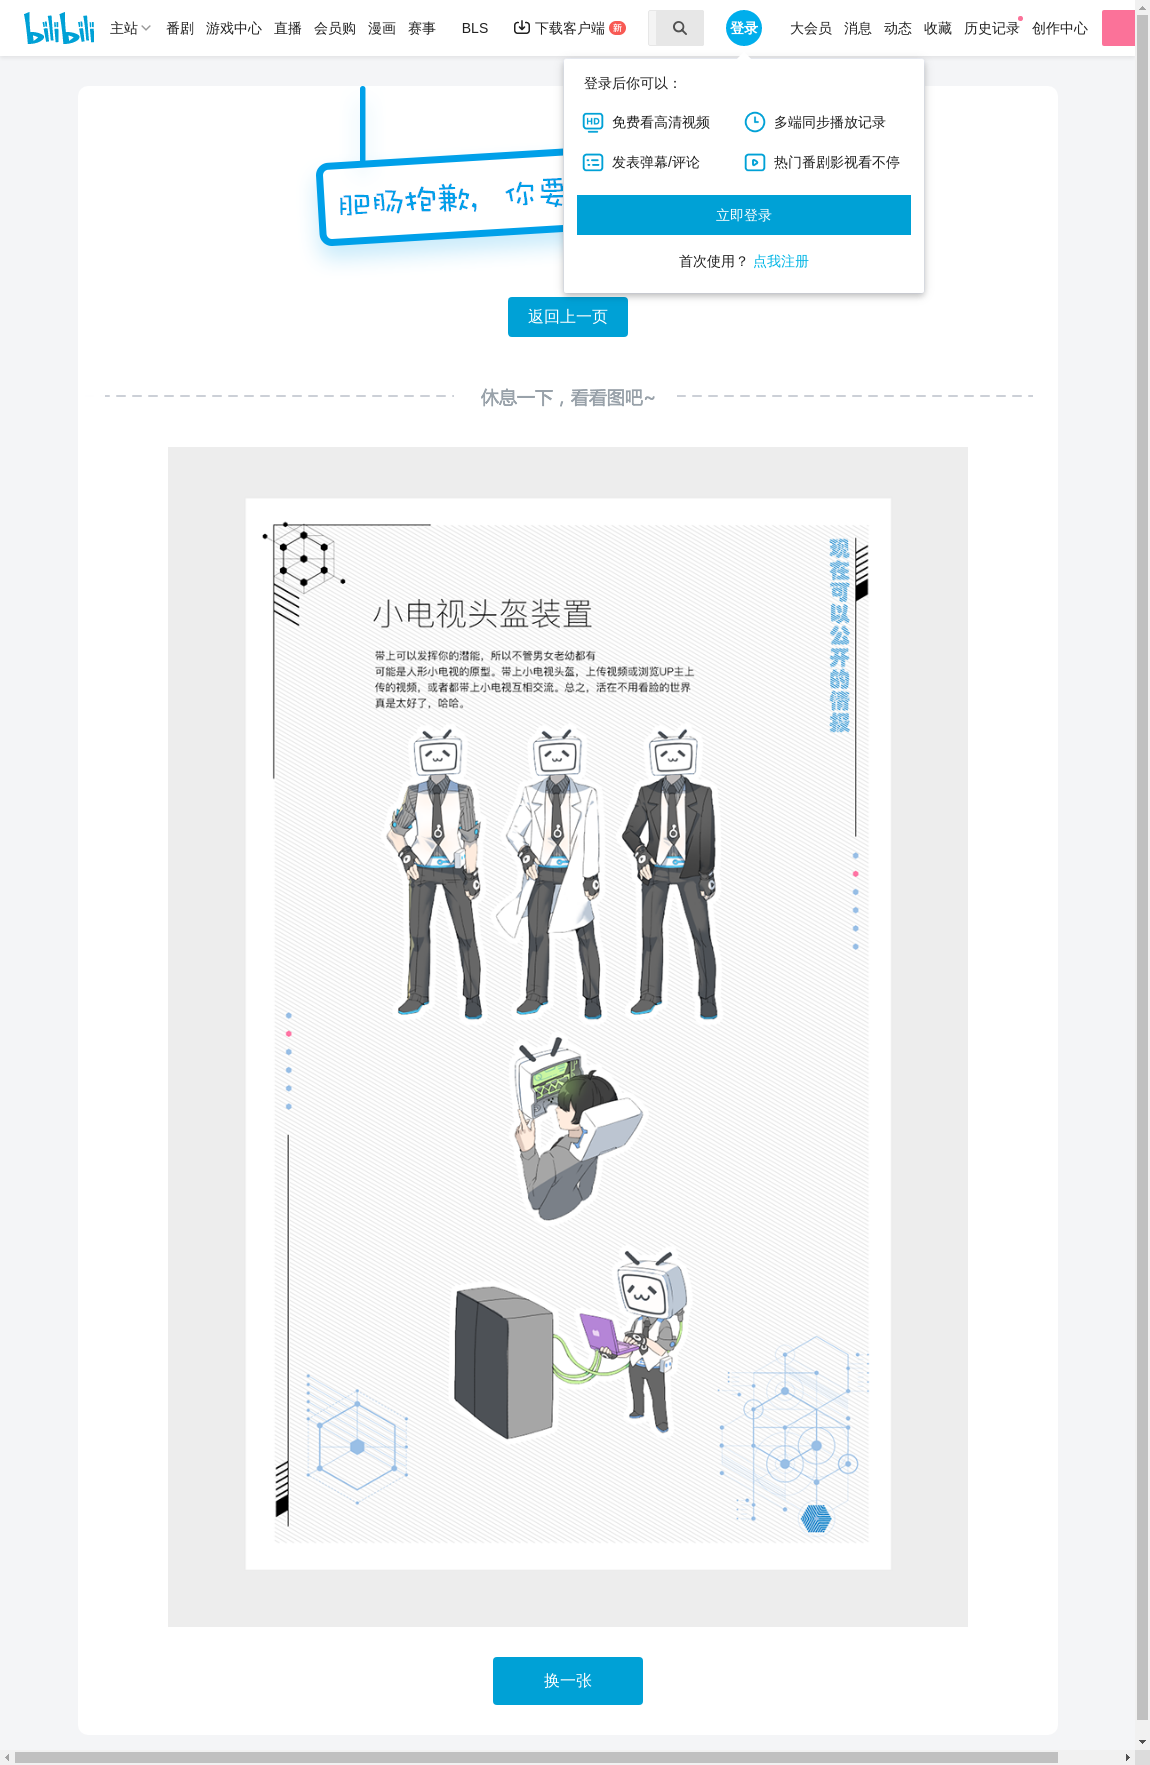 bilibili 主站 番剧 游戏中心 直播 会员购 漫画 赛事 BLS 下载客户端 新 登录 大会员 消息 动态 收藏 历史记录 创作中心
登录后你可以：
HD 免费看高清视频 多端同步播放记录
发表弹幕/评论 热门番剧影视看不停
立即登录
首次使用？ 点我注册
肥肠抱歉，你要
返回上一页
休息一下，看看图吧~
现在可以公开的情报
小电视头盔装置
带上可以发挥你的潜能，所以不管男女老幼都有
可能是人形小电视的原型。带上小电视头盔，上传视频或浏览UP主上
传的视频，或者都带上小电视互相交流。总之，活在不用看脸的世界
真是太好了，哈哈。
换一张